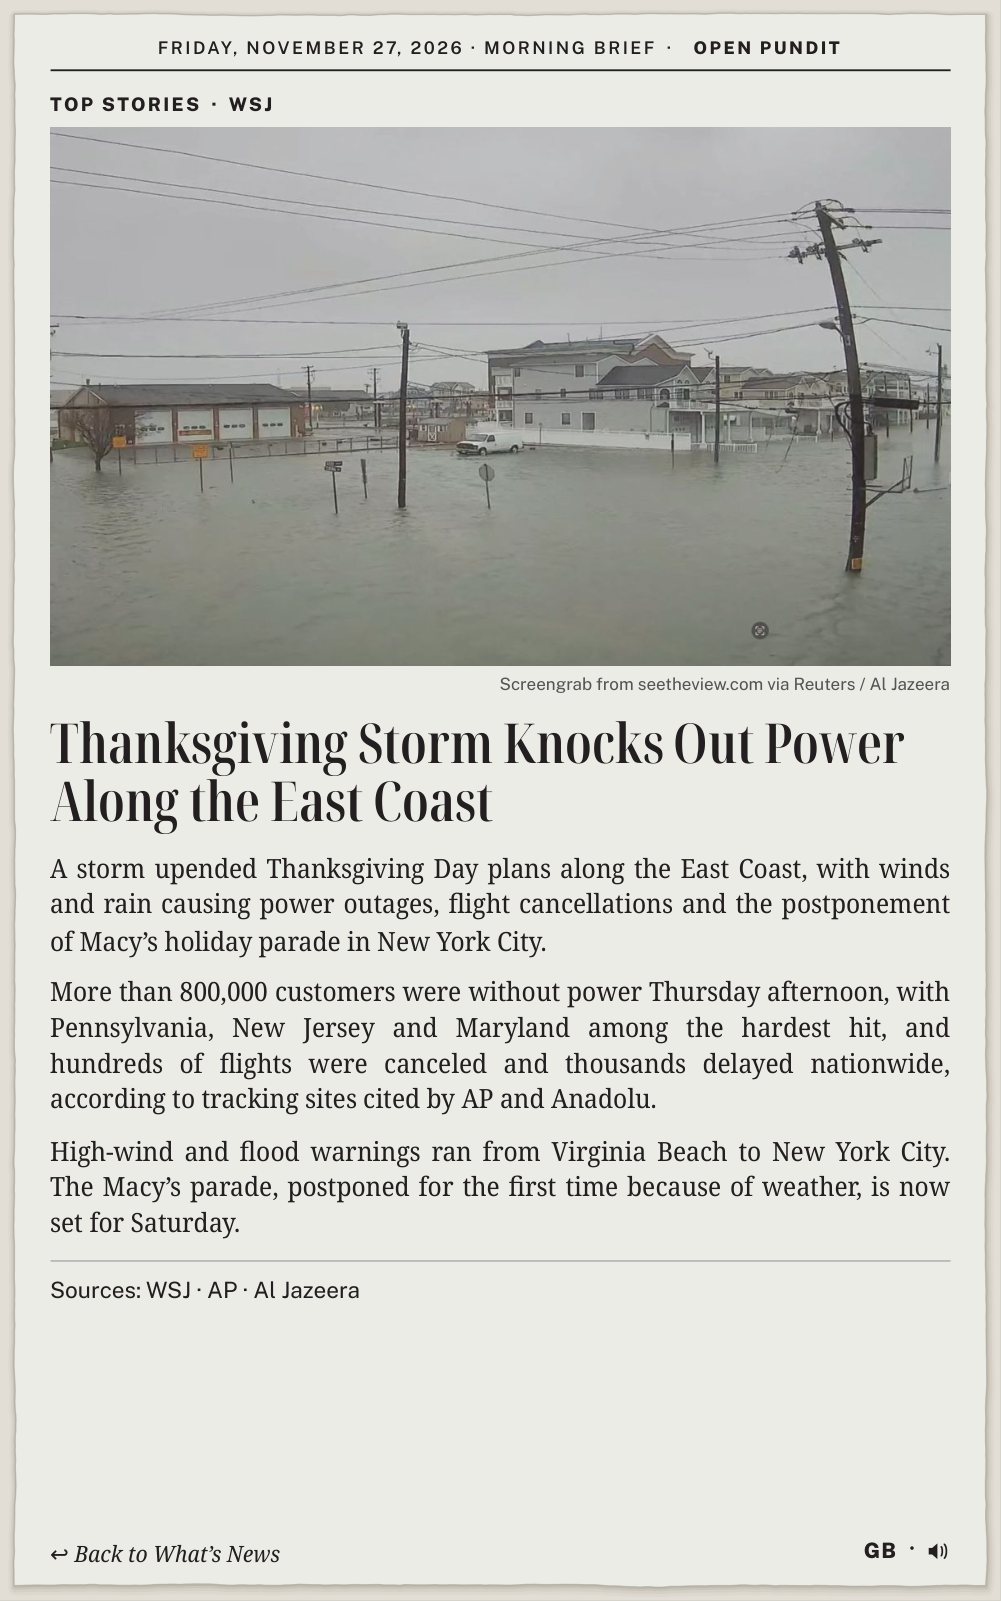 FRIDAY, NOVEMBER 27, 2026 · MORNING BRIEF · OPEN PUNDIT
TOP STORIES · WSJ
Screengrab from seetheview.com via Reuters / Al Jazeera
Thanksgiving Storm Knocks Out Power
Along the East Coast
A storm upended Thanksgiving Day plans along the East Coast, with winds
and rain causing power outages, flight cancellations and the postponement
of Macy’s holiday parade in New York City.
More than 800,000 customers were without power Thursday afternoon, with
Pennsylvania, New Jersey and Maryland among the hardest hit, and
hundreds of flights were canceled and thousands delayed nationwide,
according to tracking sites cited by AP and Anadolu.
High-wind and flood warnings ran from Virginia Beach to New York City.
The Macy’s parade, postponed for the first time because of weather, is now
set for Saturday.
Sources: WSJ · AP · Al Jazeera
↩ Back to What’s News
GB ·